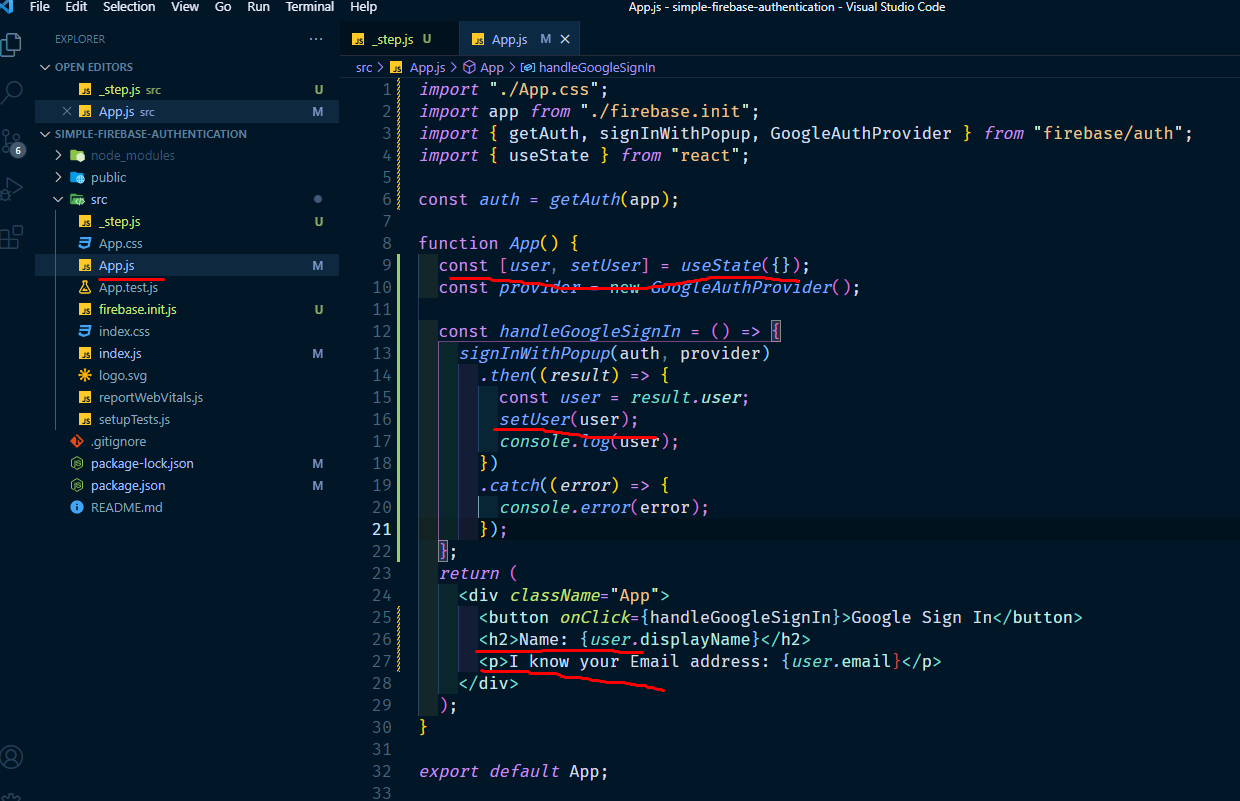 File Edit Selection View Go Run Terminal Help App.js - simple-firebase-authentication - Visual Studio Code
EXPLORER ···
_step.js U App.js M
OPEN EDITORS
_step.js src U
App.js src M
SIMPLE-FIREBASE-AUTHENTICATION
6
node_modules
public
src
_step.js U
App.css
App.js M
App.test.js
firebase.init.js U
index.css
index.js M
logo.svg
reportWebVitals.js
setupTests.js
.gitignore
package-lock.json M
package.json M
README.md
src > App.js > App > handleGoogleSignIn
1 import "./App.css";
2 import app from "./firebase.init";
3 import { getAuth, signInWithPopup, GoogleAuthProvider } from "firebase/auth";
4 import { useState } from "react";
5
6 const auth = getAuth(app);
7
8 function App() {
9 const [user, setUser] = useState({});
10 const provider = new GoogleAuthProvider();
11
12 const handleGoogleSignIn = () => {
13 signInWithPopup(auth, provider)
14 .then((result) => {
15 const user = result.user;
16 setUser(user);
17 console.log(user);
18 })
19 .catch((error) => {
20 console.error(error);
21 });
22 };
23 return (
24 <div className="App">
25 <button onClick={handleGoogleSignIn}>Google Sign In</button>
26 <h2>Name: {user.displayName}</h2>
27 <p>I know your Email address: {user.email}</p>
28 </div>
29 );
30 }
31
32 export default App;
33